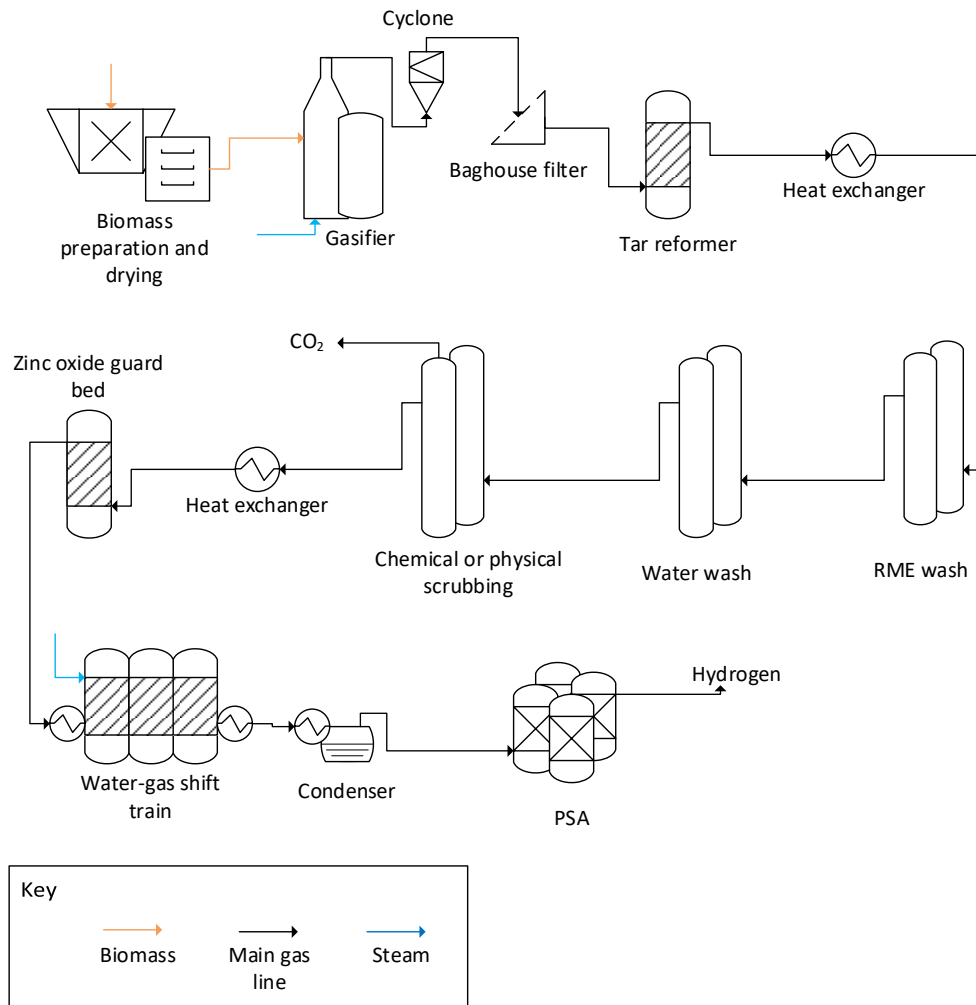 Cyclone
Biomass
preparation and
drying
Gasifier
Baghouse filter
Tar reformer
Heat exchanger
Zinc oxide guard
bed
CO₂
Heat exchanger
Chemical or physical
scrubbing
Water wash
RME wash
Water-gas shift
train
Condenser
PSA
Hydrogen
Key
Biomass
Main gas
line
Steam